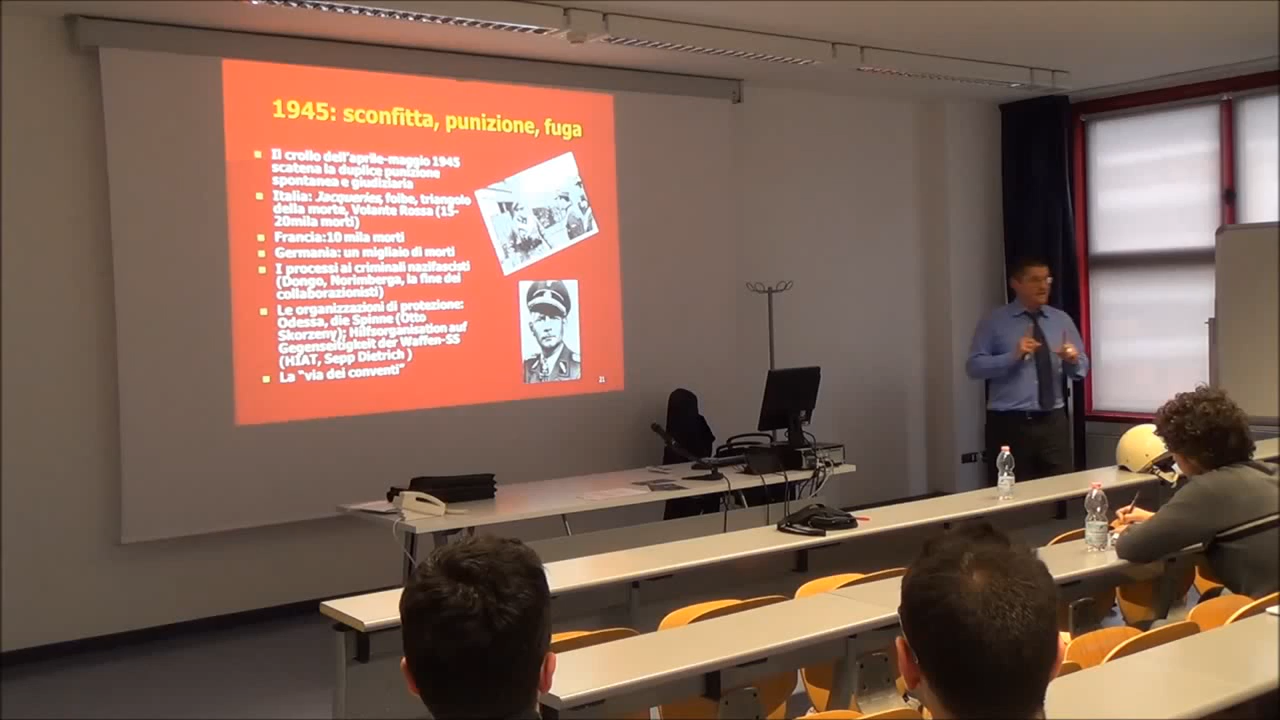 1945: sconfitta, punizione, fuga
Il crollo dell'aprile-maggio 1945
scatena la duplice punizione
spontanea e giudiziaria
Italia: Jacqueries, foibe, triangolo
della morte, Volante Rossa (15-
20mila morti)
Francia:10 mila morti
Germania: un migliaio di morti
I processi ai criminali nazifascisti
(Dongo, Norimberga, la fine dei
collaborazionisti)
Le organizzazioni di protezione:
Odessa, die Spinne (Otto
Skorzeny); Hilfsorganisation auf
Gegenseitigkeit der Waffen-SS
(HIAT, Sepp Dietrich )
La "via dei conventi"
21